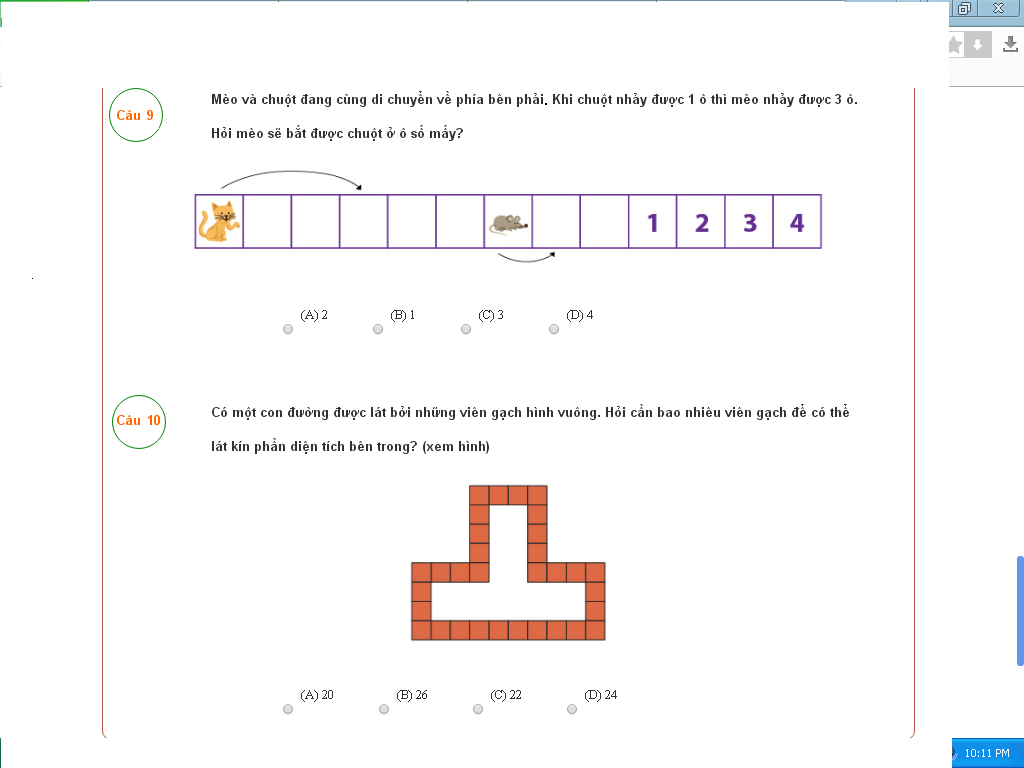 Câu 9
Mèo và chuột đang cùng di chuyển về phía bên phải. Khi chuột nhảy được 1 ô thì mèo nhảy được 3 ô.
Hỏi mèo sẽ bắt được chuột ở ô số mấy?
1 2 3 4
(A) 2 (B) 1 (C) 3 (D) 4
Câu 10
Có một con đường được lát bởi những viên gạch hình vuông. Hỏi cần bao nhiêu viên gạch để có thể
lát kín phần diện tích bên trong? (xem hình)
(A) 20 (B) 26 (C) 22 (D) 24
10:11 PM